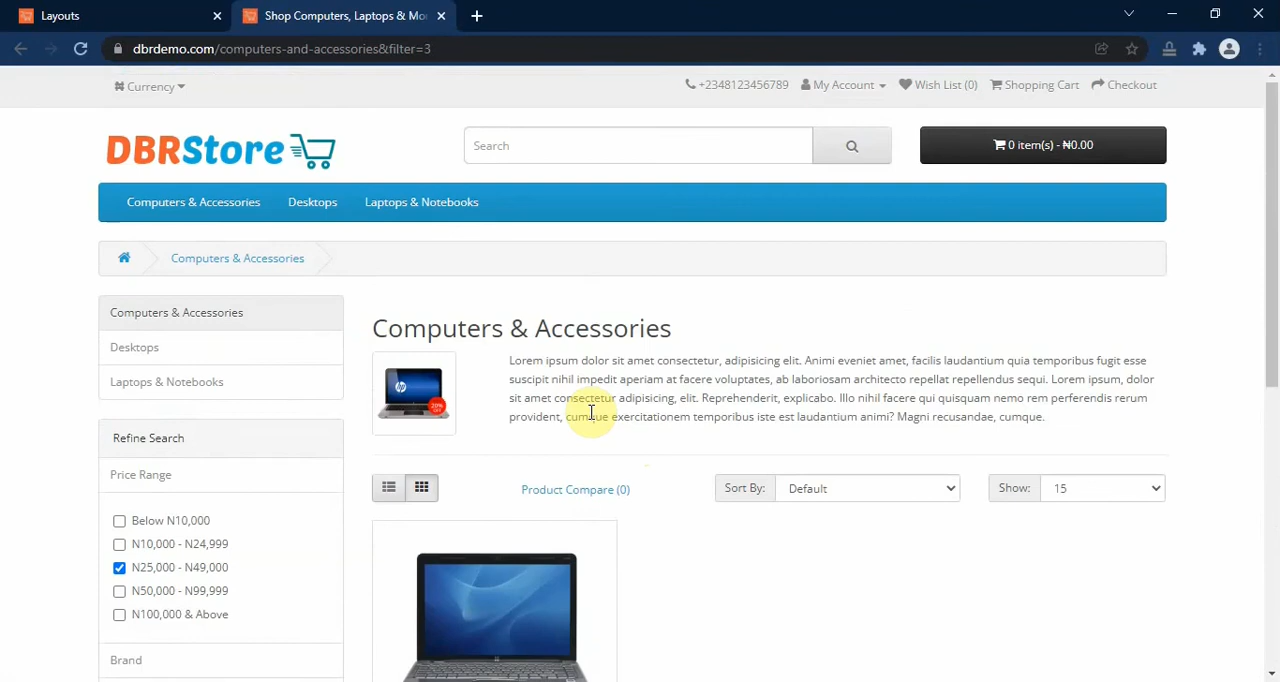 Layouts
Shop Computers, Laptops & Mo
dbrdemo.com/computers-and-accessories&filter=3
Currency
+2348123456789
My Account
Wish List (0)
Shopping Cart
Checkout
DBRStore
Search
0 item(s) - ₦0.00
Computers & Accessories
Desktops
Laptops & Notebooks
Computers & Accessories
Computers & Accessories
Desktops
Laptops & Notebooks
Computers & Accessories
20% OFF
Lorem ipsum dolor sit amet consectetur, adipisicing elit. Animi eveniet amet, facilis laudantium quia temporibus fugit esse
suscipit nihil impedit aperiam at facere voluptates, ab laboriosam architecto repellat repellendus sequi. Lorem ipsum, dolor
sit amet consectetur adipisicing, elit. Reprehenderit, explicabo. Illo nihil facere qui quisquam nemo rem perferendis rerum
provident, cumque exercitationem temporibus iste est laudantium animi? Magni recusandae, cumque.
Refine Search
Price Range
Below N10,000
N10,000 - N24,999
N25,000 - N49,000
N50,000 - N99,999
N100,000 & Above
Brand
Product Compare (0)
Sort By:
Default
Show:
15